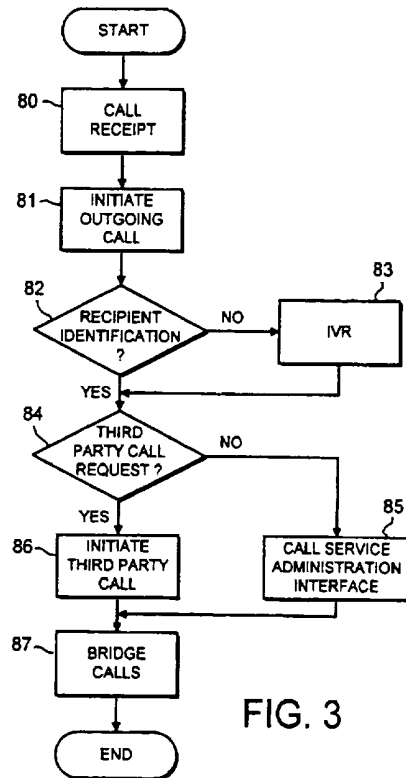 START
80
CALL
RECEIPT
81
INITIATE
OUTGOING
CALL
82
RECIPIENT
IDENTIFICATION
?
NO
83
IVR
YES
84
THIRD
PARTY CALL
REQUEST ?
NO
YES
85
CALL SERVICE
ADMINISTRATION
INTERFACE
86
INITIATE
THIRD PARTY
CALL
87
BRIDGE
CALLS
END
FIG. 3